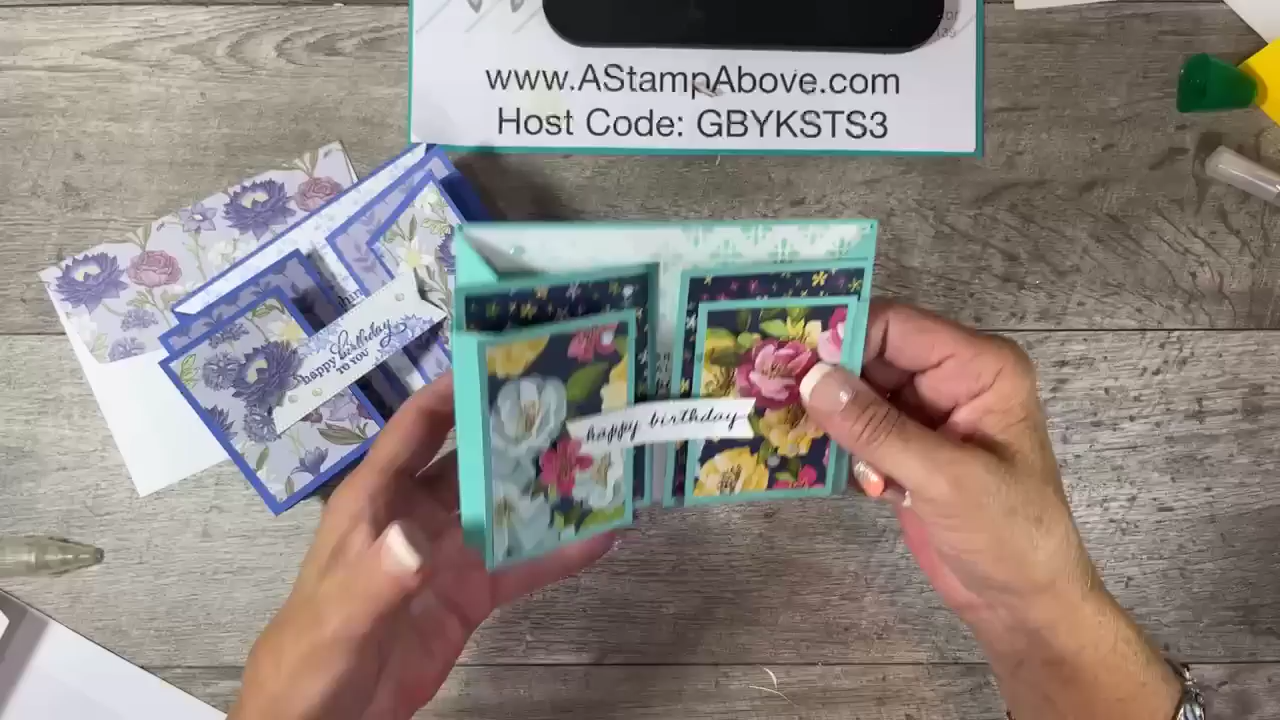 www.AStampAbove.com
Host Code: GBYKSTS3
happy birthday
TO YOU
happy birthday